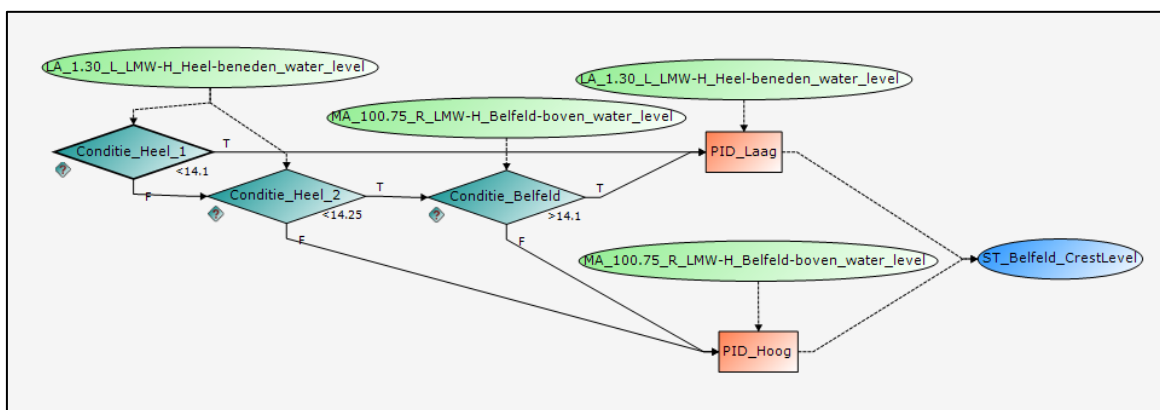 LA_1.30_L_LMW-H_Heel-beneden_water_level
LA_1.30_L_LMW-H_Heel-beneden_water_level
MA_100.75_R_LMW-H_Belfeld-boven_water_level
Conditie_Heel_1
T
<14.1
PID_Laag
F
Conditie_Heel_2
T
<14.25
Conditie_Belfeld
T
>14.1
F
F
MA_100.75_R_LMW-H_Belfeld-boven_water_level
ST_Belfeld_CrestLevel
PID_Hoog
?
?
?